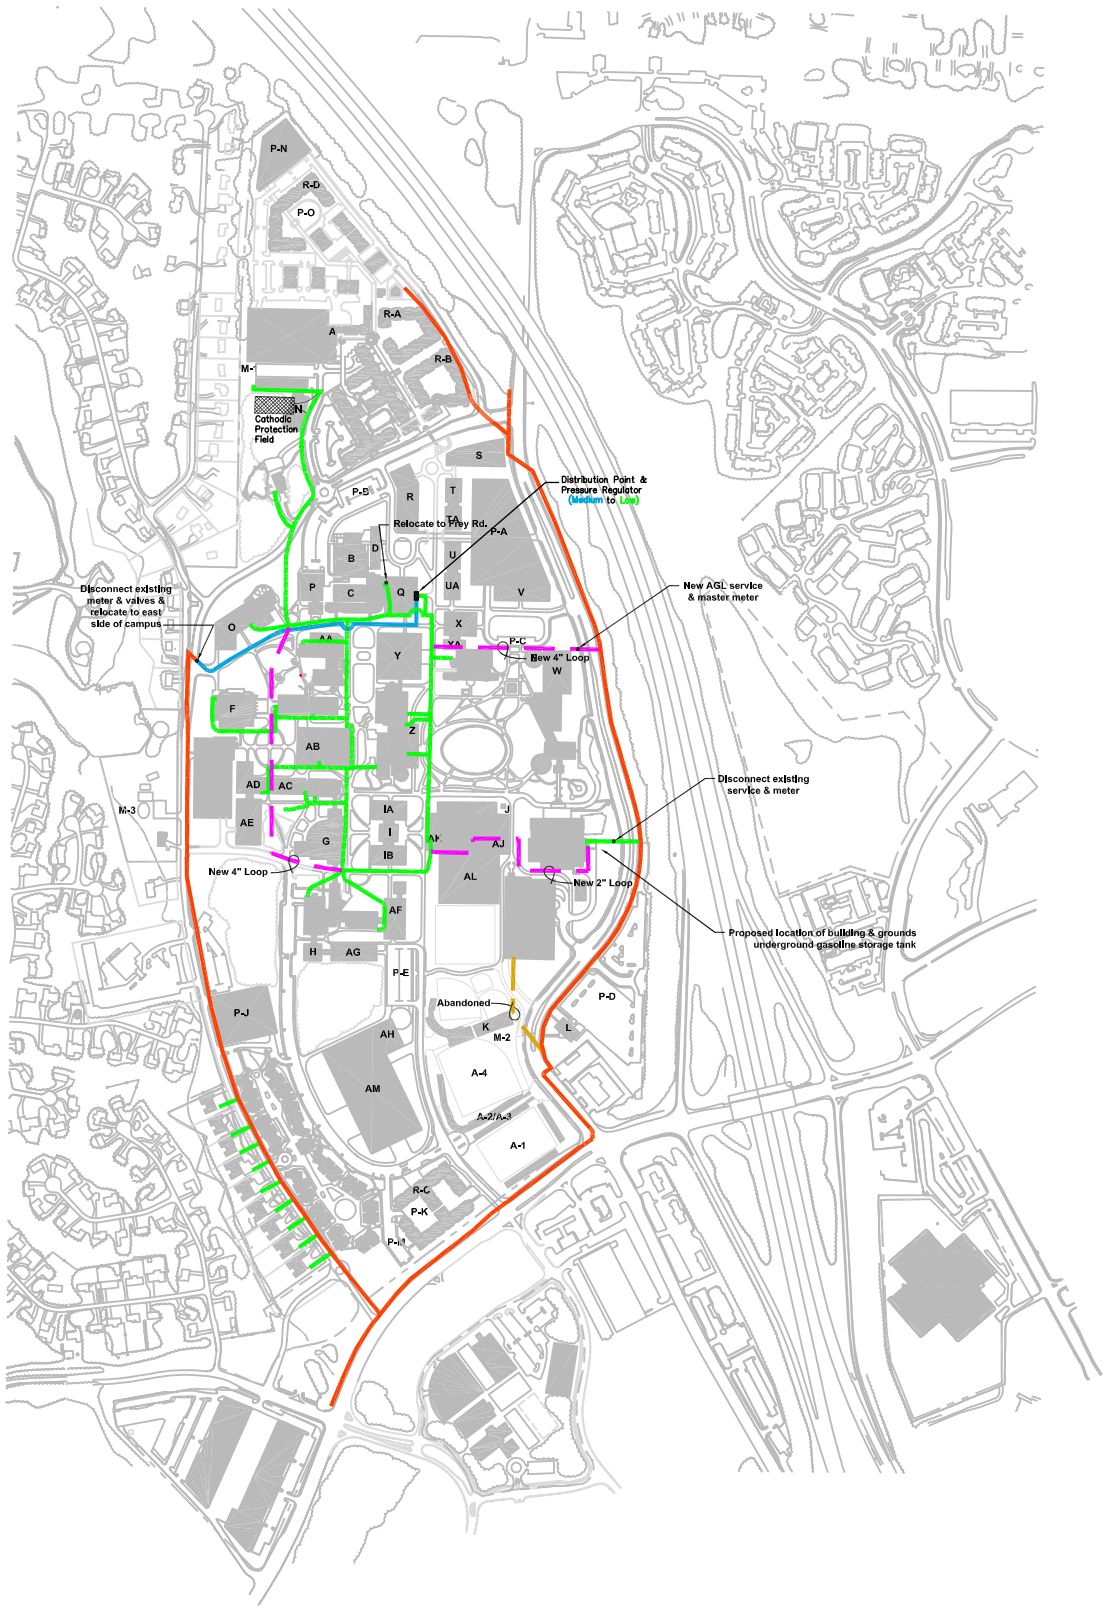 P-N
R-D
P-O
R-A
A
R-B
M-1
N
Cathodic
Protection
Field
S
P-B
R
T
TA
P-A
Distribution Point &
Pressure Regulator
(Medium to Low)
Relocate to Frey Rd.
D
B
U
P
C
Q
UA
V
Disconnect existing
meter & valves &
relocate to east
side of campus
New AGL service
& master meter
O
X
AA
XA
P-C
Y
New 4" Loop
W
F
Z
AB
Disconnect existing
service & meter
AD
AC
M-3
IA
J
AE
I
G
AK
AJ
IB
New 4" Loop
AL
New 2" Loop
AF
Proposed location of building & grounds
underground gasoline storage tank
H
AG
P-E
Abandoned
P-D
P-J
K
L
AH
M-2
A-4
AM
A-2/A-3
A-1
R-C
P-K